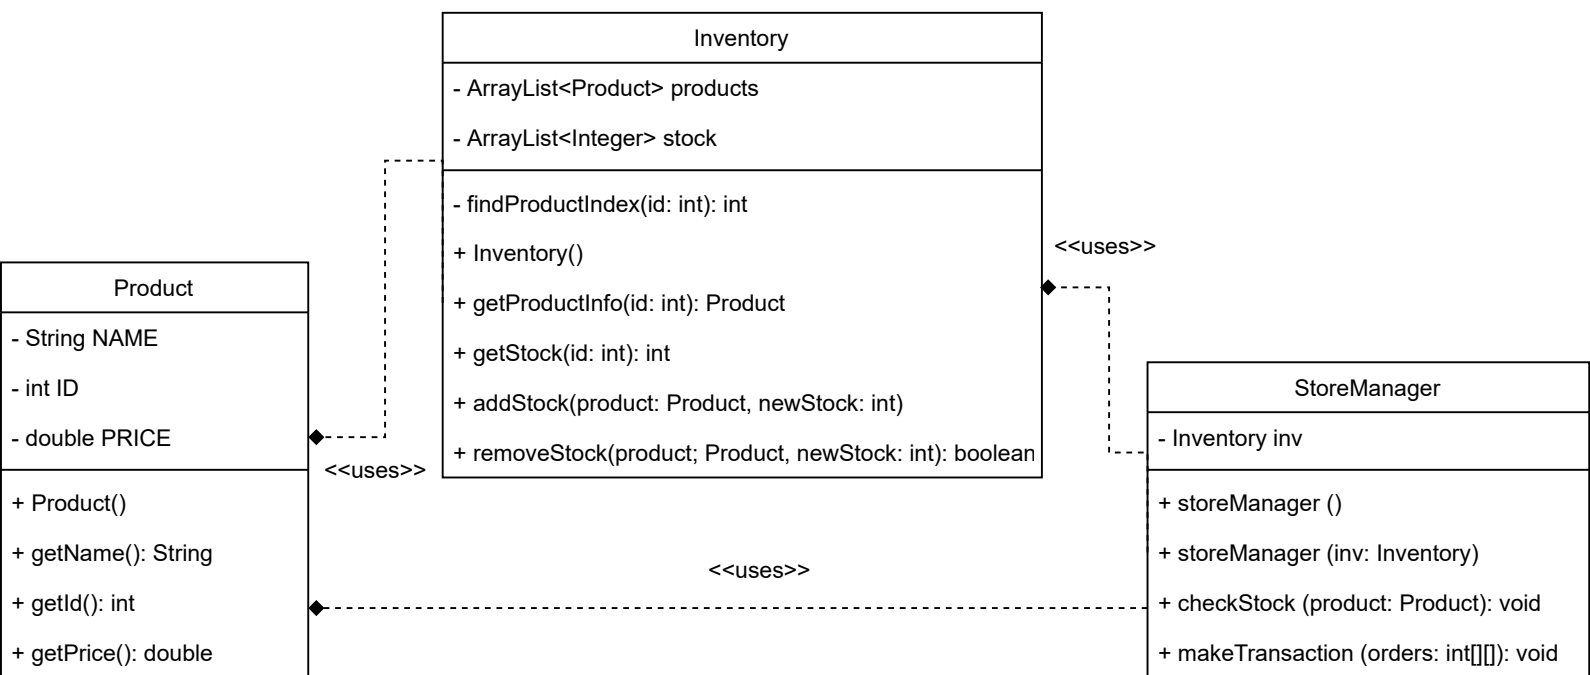 Inventory
- ArrayList<Product> products
- ArrayList<Integer> stock
- findProductIndex(id: int): int
+ Inventory()
+ getProductInfo(id: int): Product
+ getStock(id: int): int
+ addStock(product: Product, newStock: int)
+ removeStock(product; Product, newStock: int): boolean
<<uses>>
Product
- String NAME
- int ID
- double PRICE
+ Product()
+ getName(): String
+ getId(): int
+ getPrice(): double
<<uses>>
<<uses>>
StoreManager
- Inventory inv
+ storeManager ()
+ storeManager (inv: Inventory)
+ checkStock (product: Product): void
+ makeTransaction (orders: int[][]): void